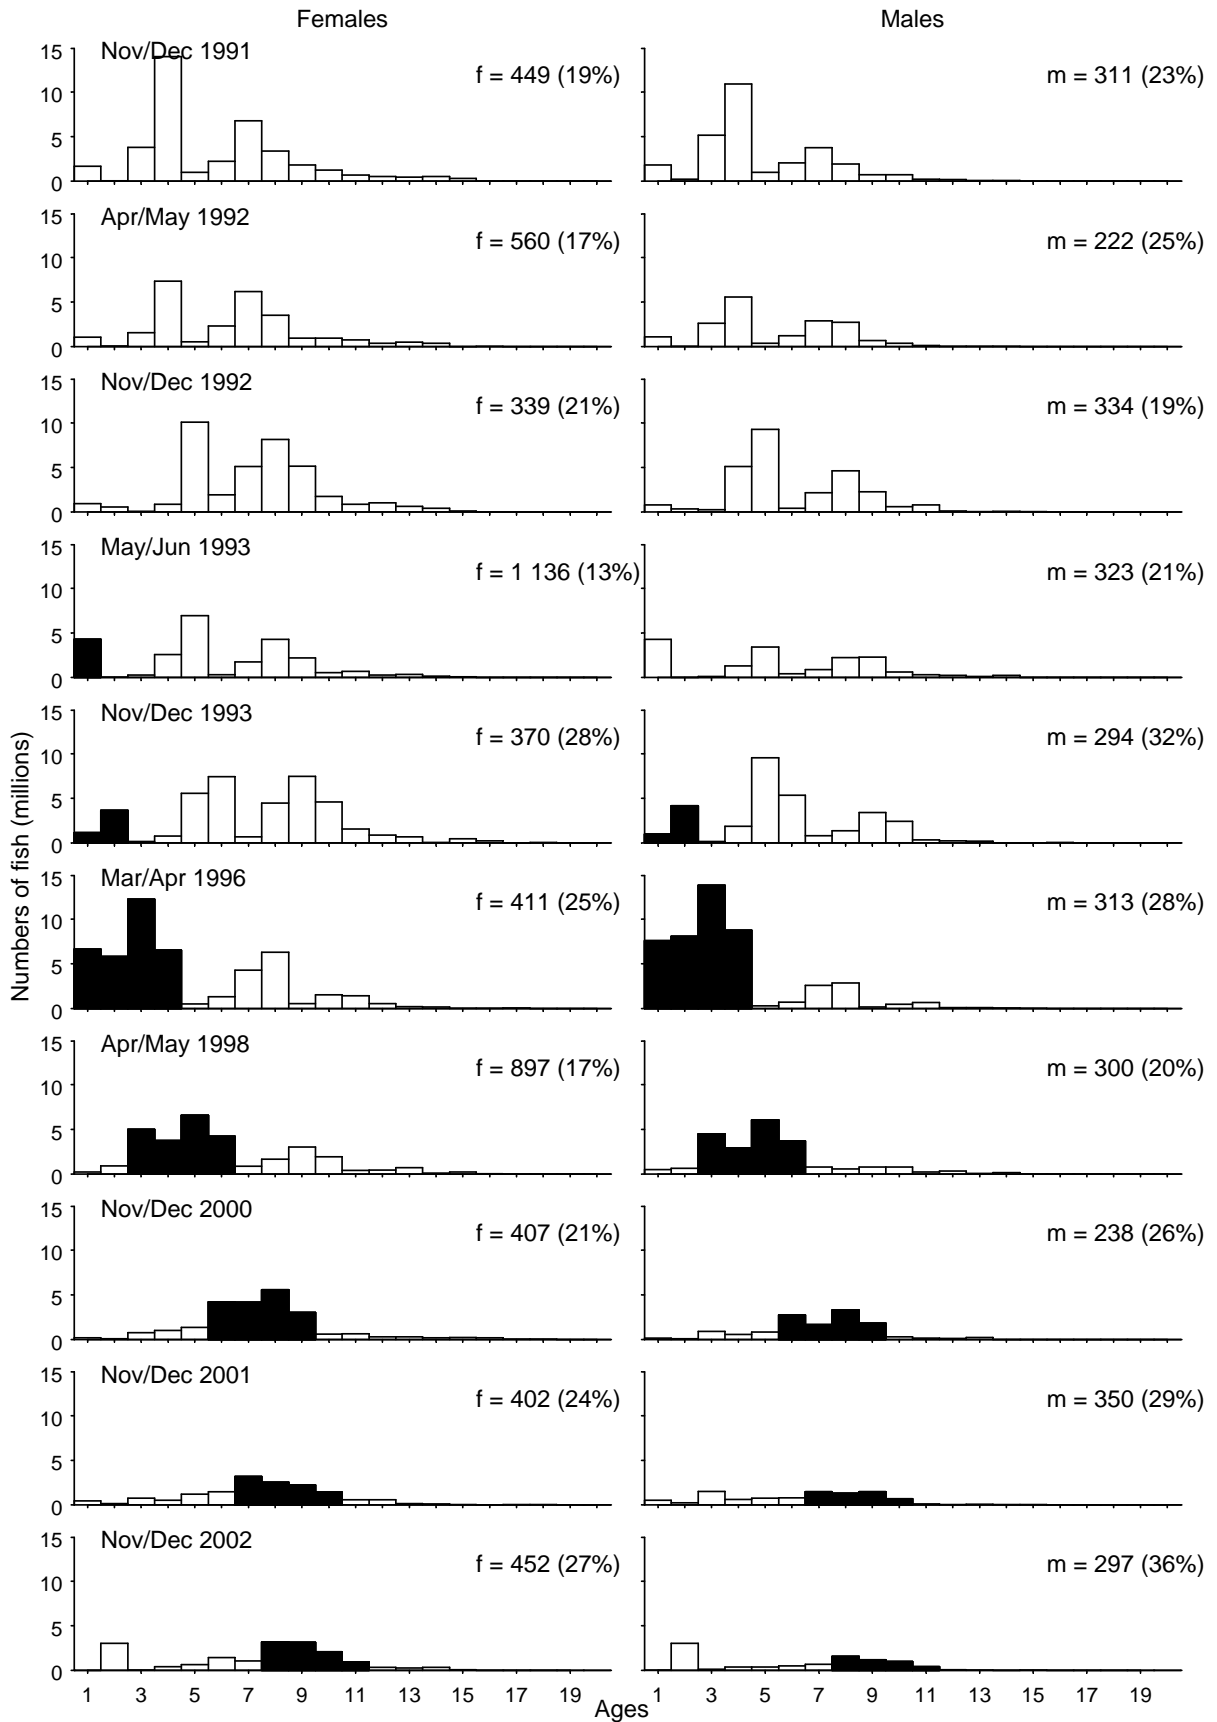 Females Males
Nov/Dec 1991
f = 449 (19%) m = 311 (23%)
15
10
5
0
Apr/May 1992
f = 560 (17%) m = 222 (25%)
15
10
5
0
Nov/Dec 1992
f = 339 (21%) m = 334 (19%)
15
10
5
0
May/Jun 1993
f = 1 136 (13%) m = 323 (21%)
15
10
5
0
Nov/Dec 1993
f = 370 (28%) m = 294 (32%)
15
10
5
0
Numbers of fish (millions)
Mar/Apr 1996
f = 411 (25%) m = 313 (28%)
15
10
5
0
Apr/May 1998
f = 897 (17%) m = 300 (20%)
15
10
5
0
Nov/Dec 2000
f = 407 (21%) m = 238 (26%)
15
10
5
0
Nov/Dec 2001
f = 402 (24%) m = 350 (29%)
15
10
5
0
Nov/Dec 2002
f = 452 (27%) m = 297 (36%)
15
10
5
0
1 3 5 7 9 11 13 15 17 19 1 3 5 7 9 11 13 15 17 19
Ages